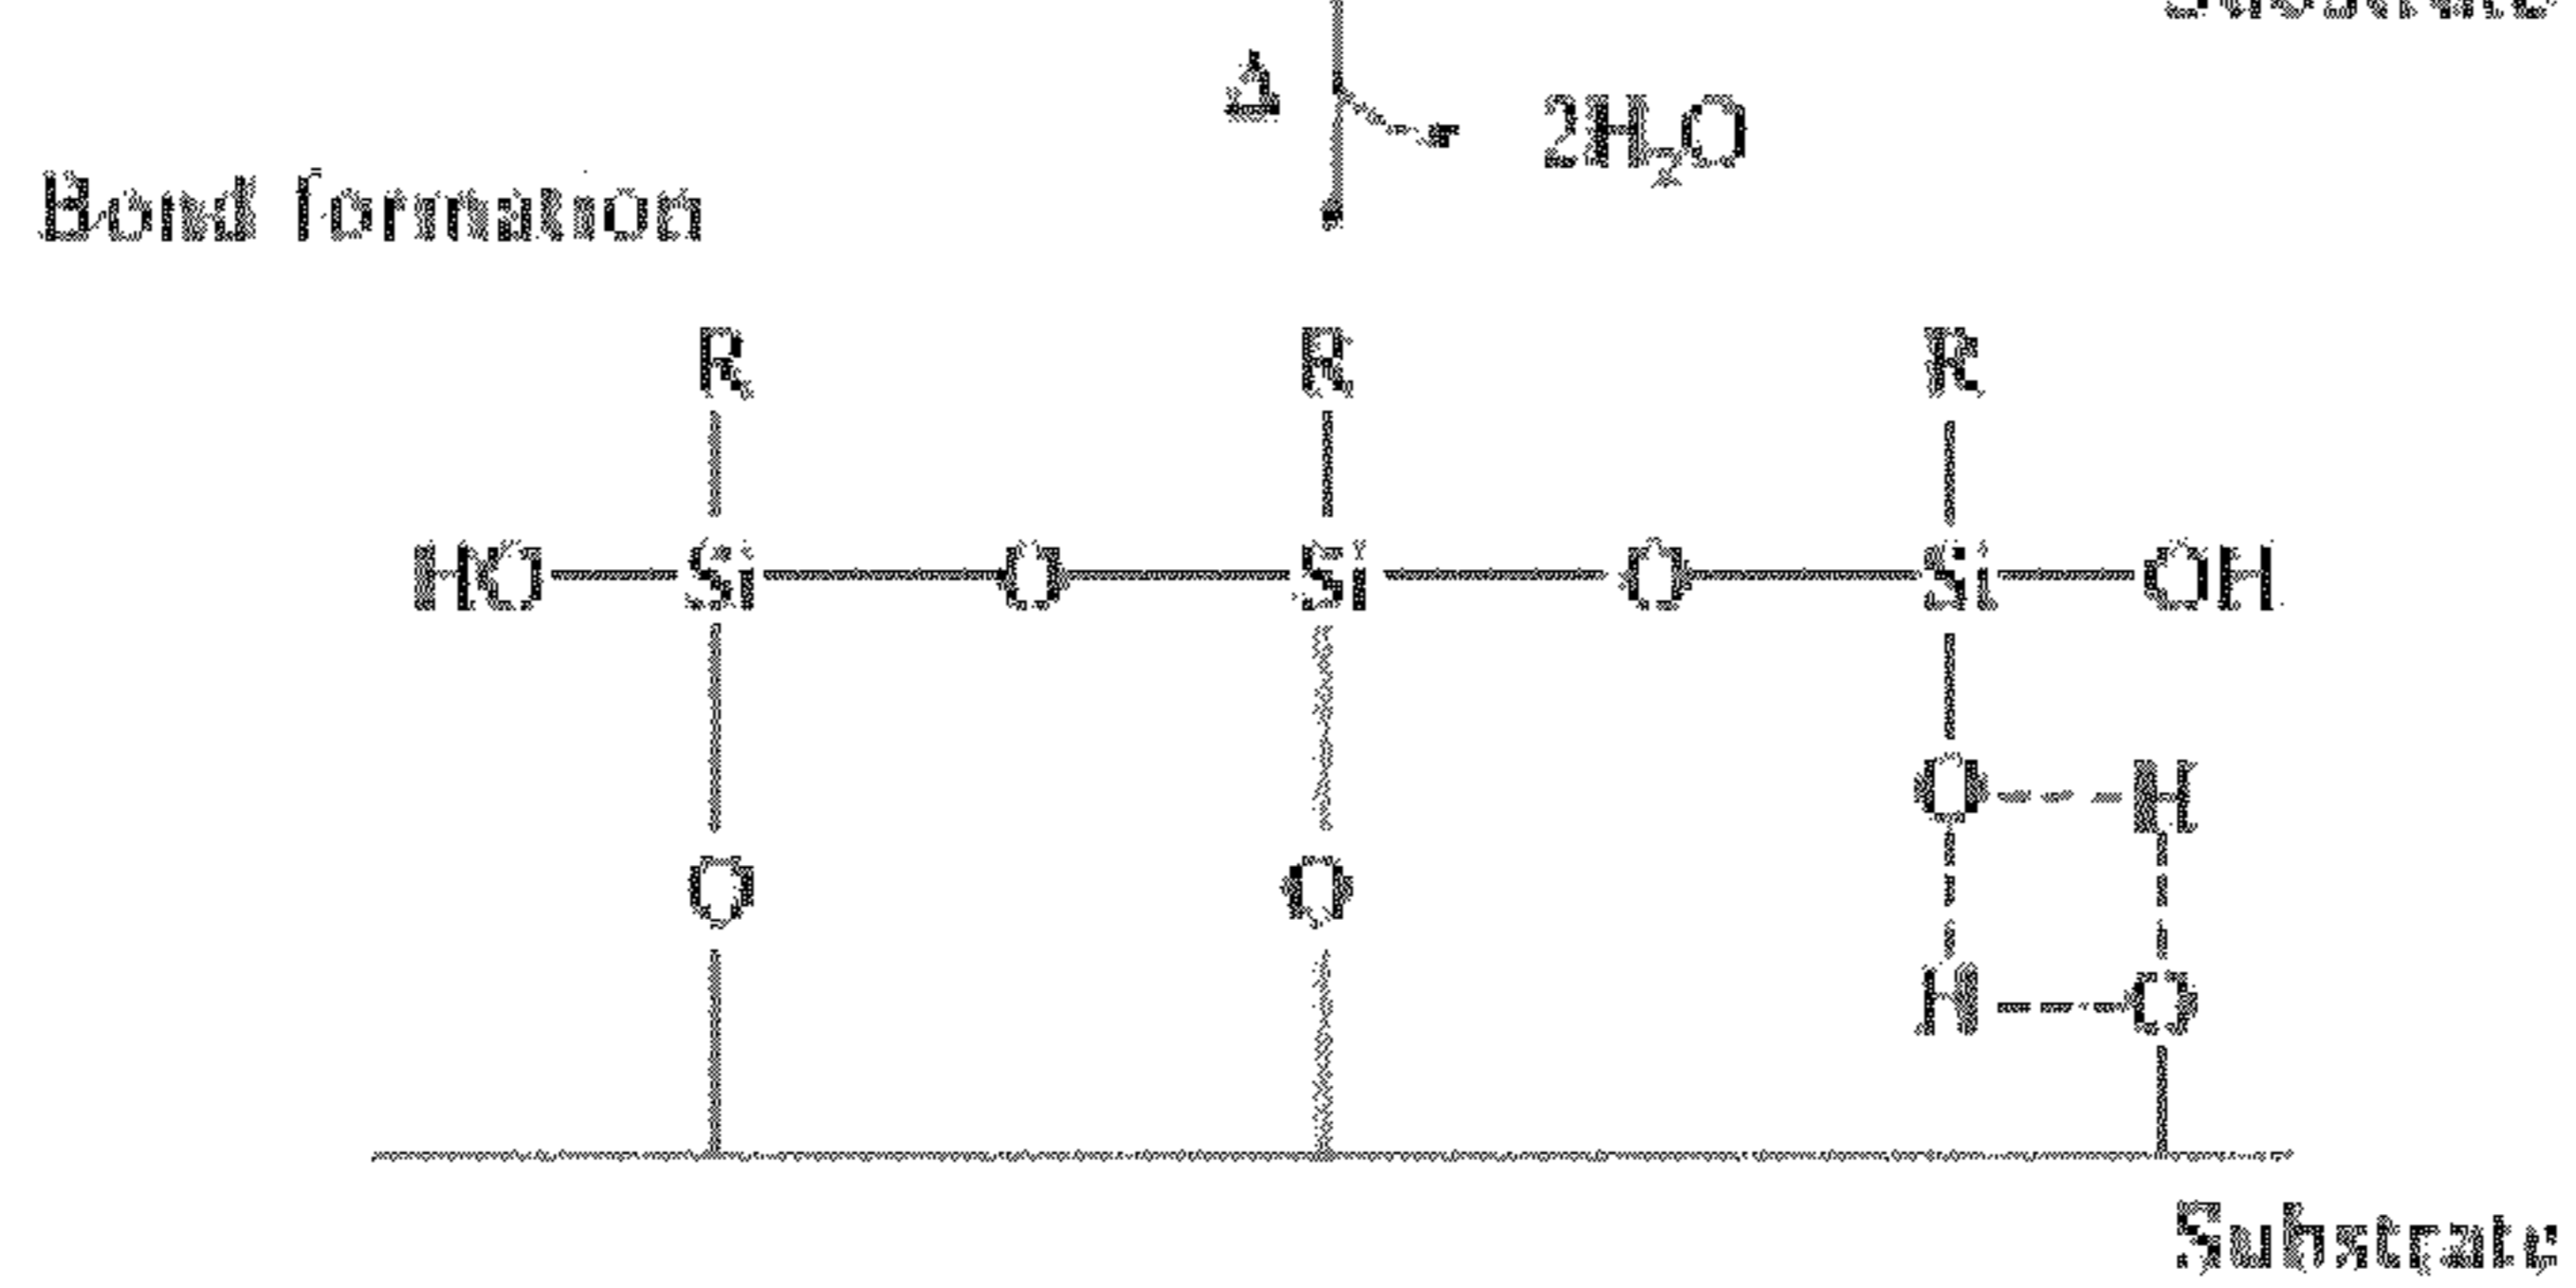 Δ
2H₂O
Bond formation
R R R
HO Si O Si O Si OH
O H
O O
H O
Substrate